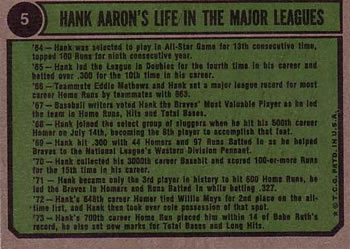 5
HANK AARON'S LIFE IN THE MAJOR LEAGUES
'64 — Hank was selected to play in All-Star Game for 13th consecutive time,
topped 100 Runs for ninth consecutive year.
'65 — Hank led the League in Doubles for the fourth time in his career and
batted over .300 for the 10th time in his career.
'66 — Teammate Eddie Mathews and Hank set a major league record for most
career Home Runs by Teammates with 863.
'67 — Baseball writers voted Hank the Braves' Most Valuable Player as he led
the team in Home Runs, Hits and Total Bases.
'68 — Hank joined the select group of sluggers when he hit his 500th career
Homer on July 14th, becoming the 8th player to accomplish that feat.
'69 — Hank hit .300 with 44 Homers and 97 Runs Batted In as he helped
Braves to the National League's Western Division Pennant.
'70 — Hank collected his 3000th career Basehit and scored 100-or-more Runs
for the 15th time in his career.
'71 — Hank became only the 3rd player in history to hit 600 Home Runs, he
led the Braves in Homers and Runs Batted In while hitting .327.
'72 — Hank's 648th career Homer tied Willie Mays for 2nd place on the all-time
list, and Hank then took over sole possession of that spot.
'73 — Hank's 700th career Homer placed him within 14 of Babe Ruth's
record, he also set new marks for Total Bases and Long Hits.
© T.C.G. PRTD. IN U.S.A.